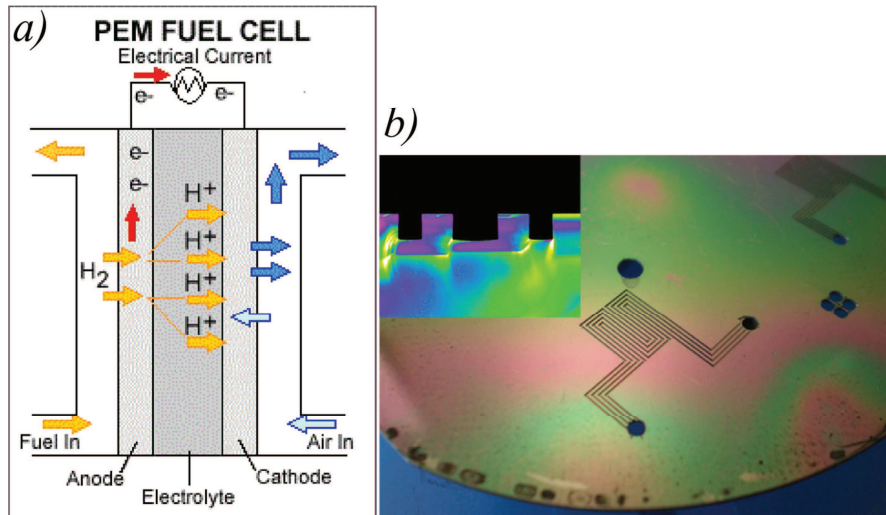 a)
PEM FUEL CELL
Electrical Current
e- e-
e-
e-
H+
H+
H2
H+
H+
Fuel In
Air In
Anode
Cathode
Electrolyte
b)